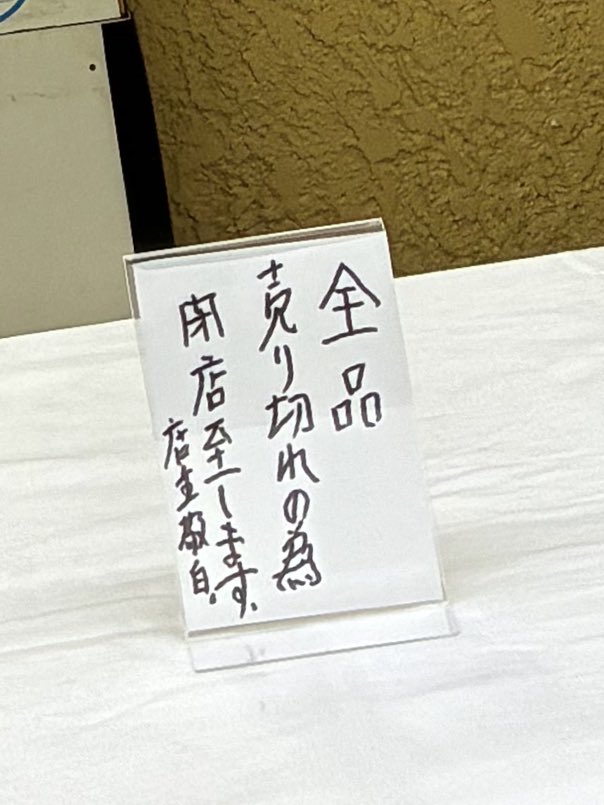 全品
売り切れの為
閉店至します。
店主敬白.